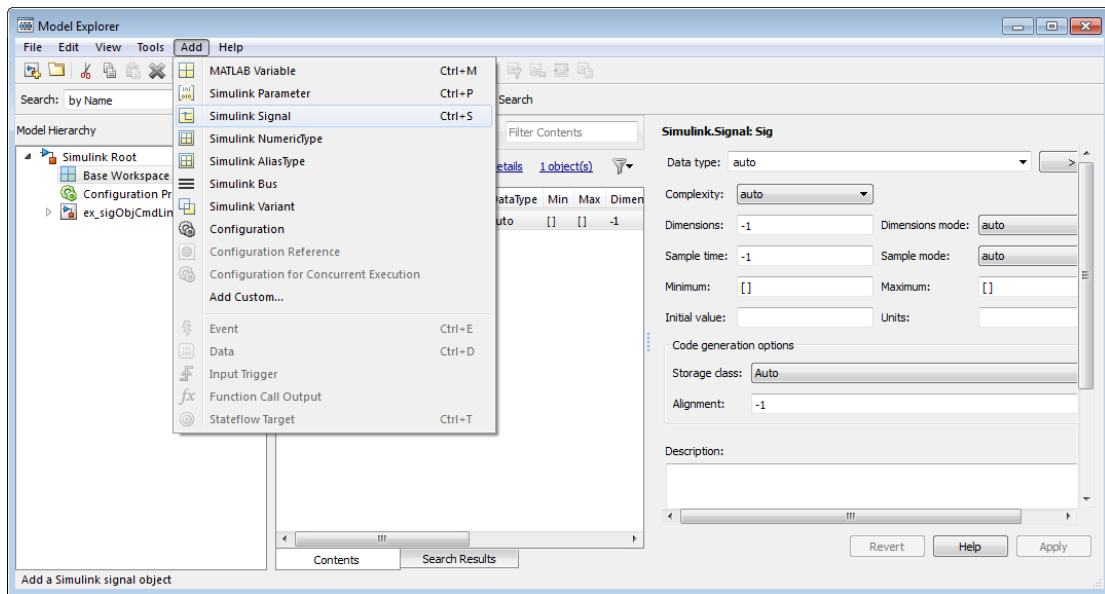 Model Explorer
File Edit View Tools Add Help
Search: by Name
Search
Model Hierarchy
Simulink Root
Base Workspace
Configuration Pr
ex_sigObjCmdLin
MATLAB Variable Ctrl+M
Simulink Parameter Ctrl+P
Simulink Signal Ctrl+S
Simulink NumericType
Simulink AliasType
Simulink Bus
Simulink Variant
Configuration
Configuration Reference
Configuration for Concurrent Execution
Add Custom...
Event Ctrl+E
Data Ctrl+D
Input Trigger
fx Function Call Output
Stateflow Target Ctrl+T
Filter Contents
etails 1 object(s)
DataType Min Max Dimen
uto [] [] -1
Contents Search Results
Simulink.Signal: Sig
Data type: auto >
Complexity: auto
Dimensions: -1 Dimensions mode: auto
Sample time: -1 Sample mode: auto
Minimum: [] Maximum: []
Initial value: Units:
Code generation options
Storage class: Auto
Alignment: -1
Description:
Revert Help Apply
Add a Simulink signal object